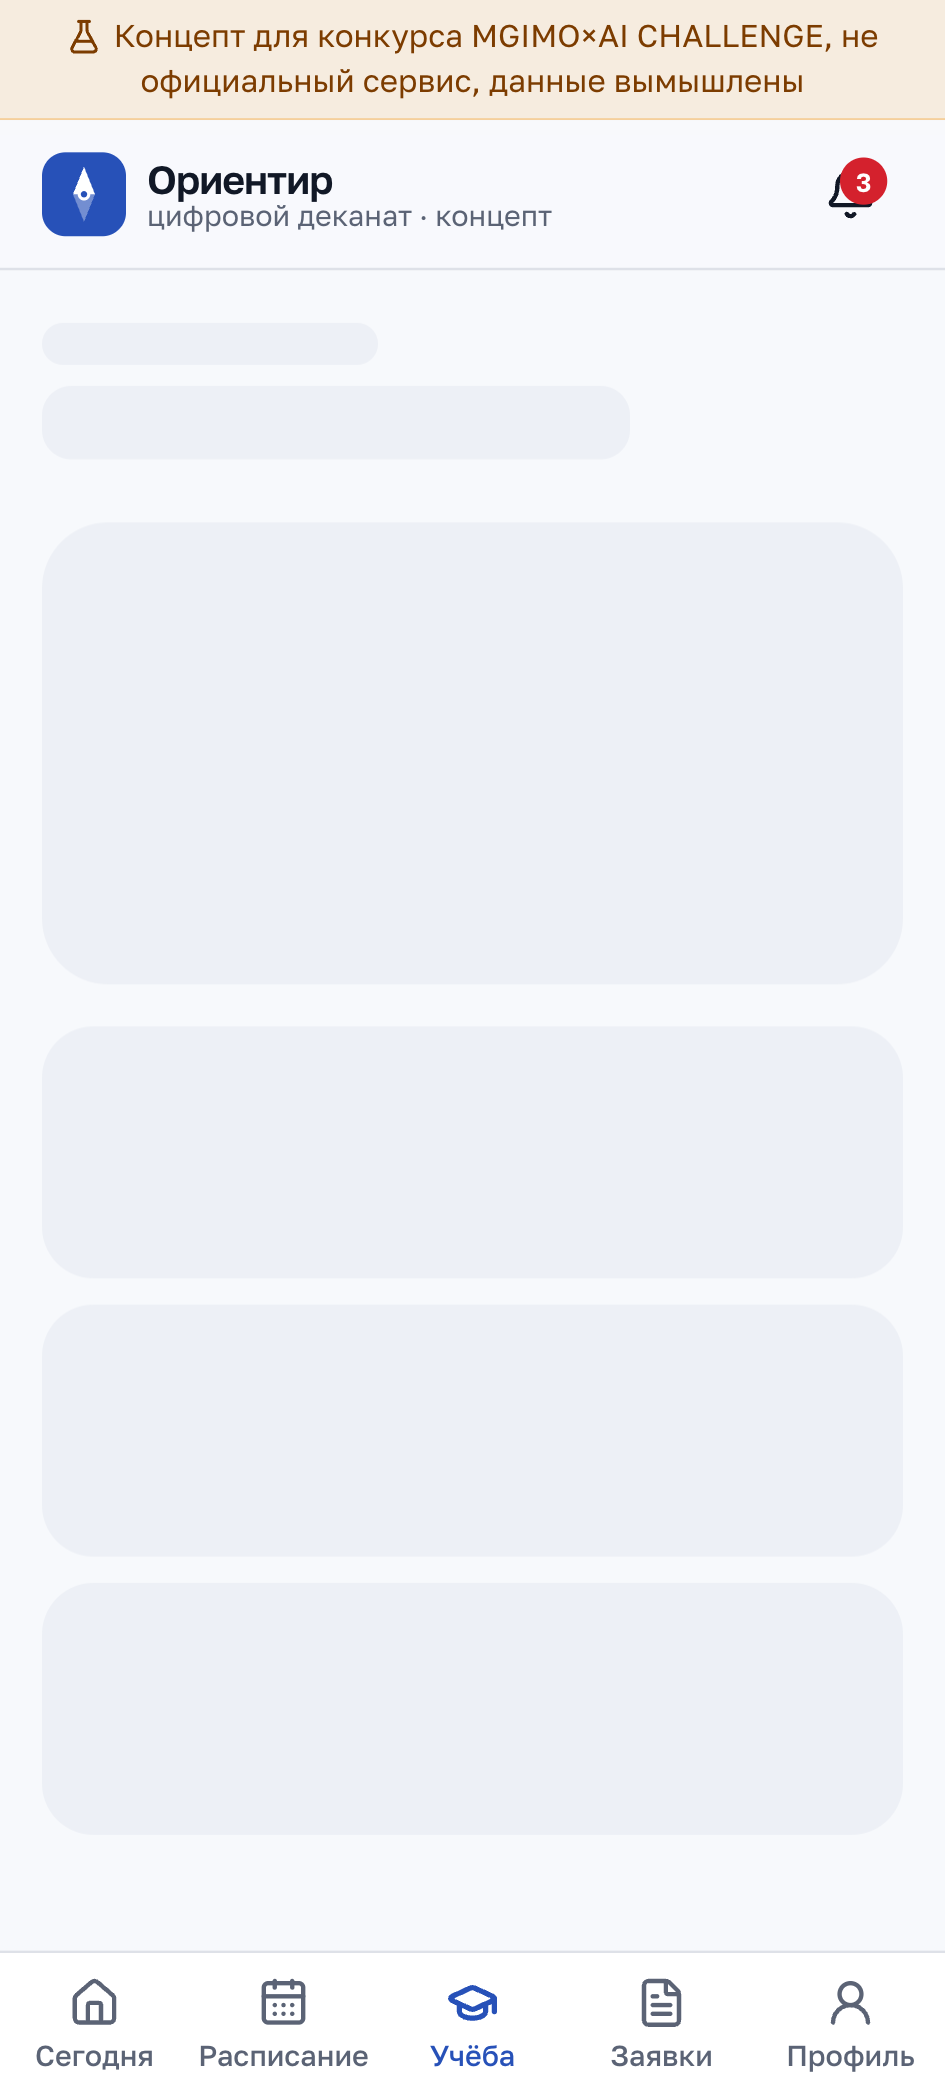 Концепт для конкурса MGIMO×AI CHALLENGE, не
официальный сервис, данные вымышлены
Ориентир
цифровой деканат · концепт
3
Сегодня
Расписание
Учёба
Заявки
Профиль